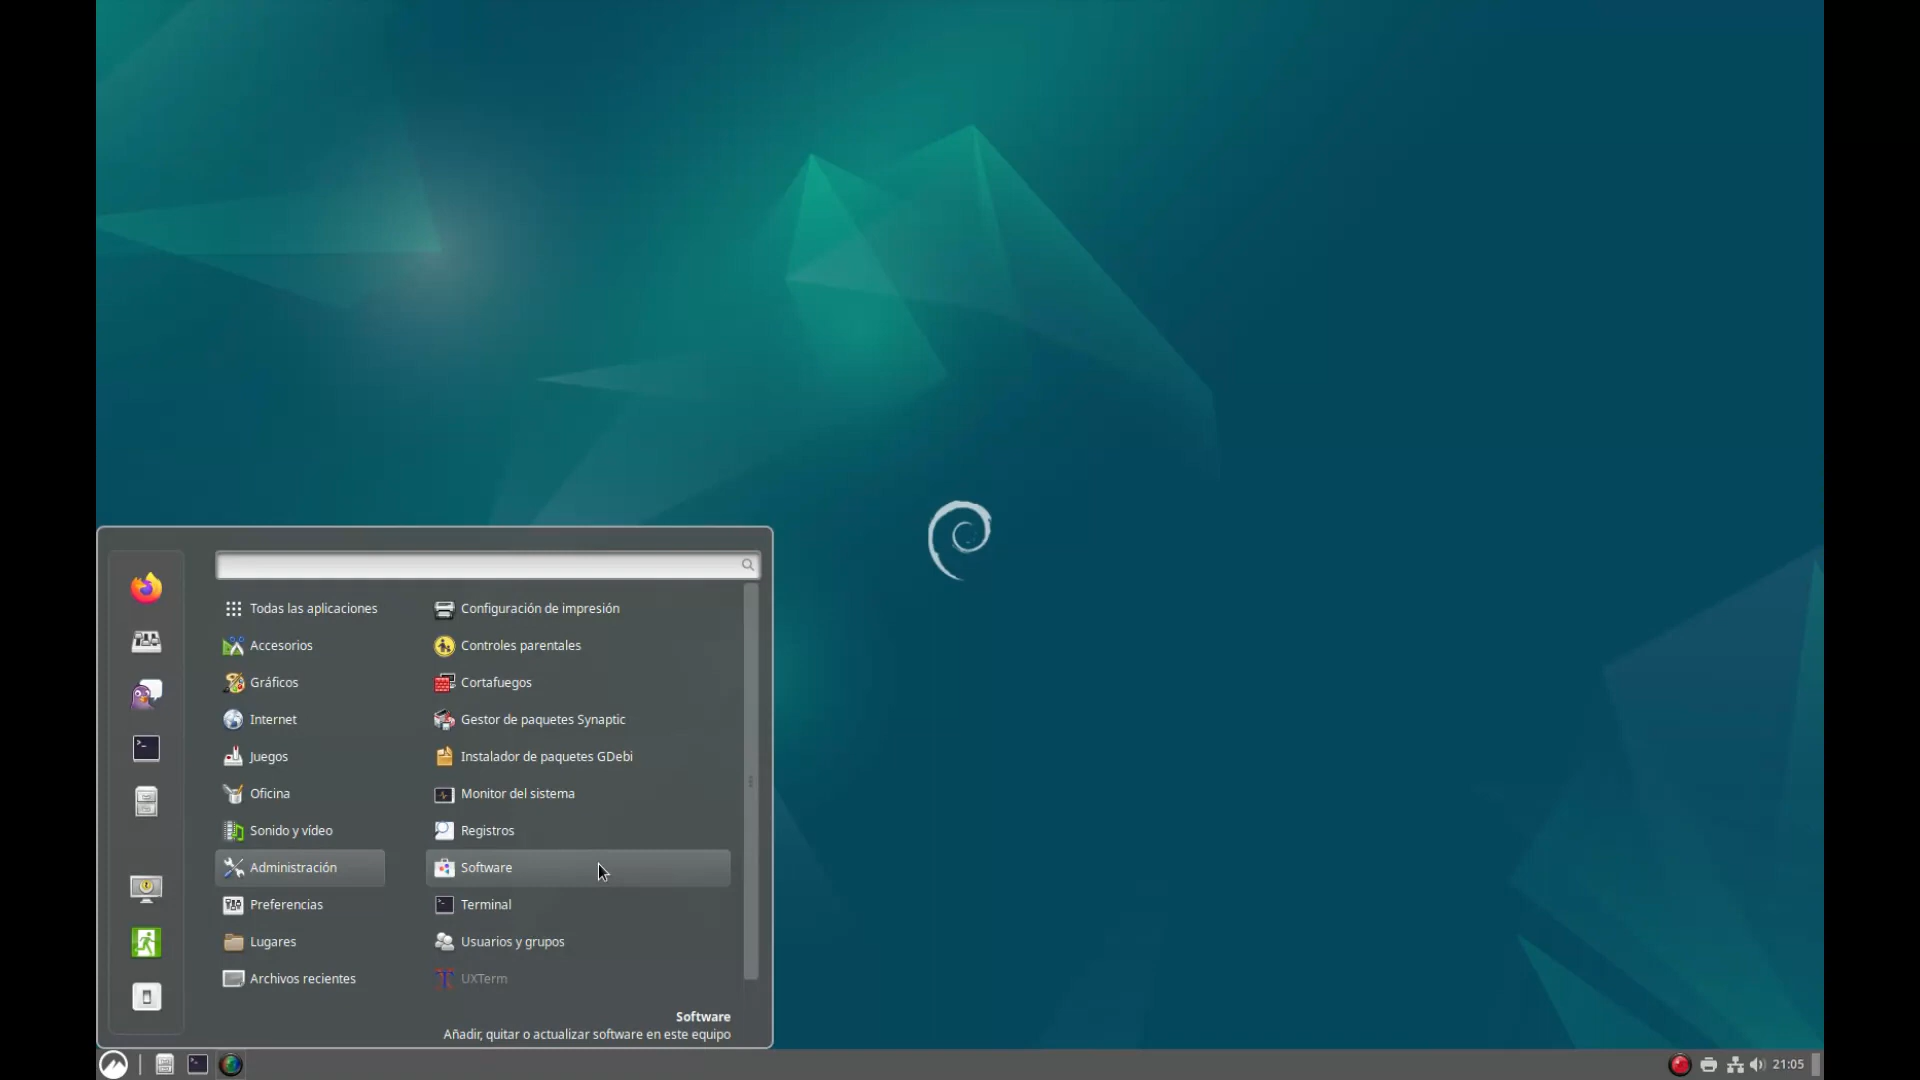 Todas las aplicaciones
Accesorios
Gráficos
Internet
Juegos
Oficina
Sonido y vídeo
Administración
Preferencias
Lugares
Archivos recientes
Configuración de impresión
Controles parentales
Cortafuegos
Gestor de paquetes Synaptic
Instalador de paquetes GDebi
Monitor del sistema
Registros
Software
Terminal
Usuarios y grupos
UXTerm
Software
Añadir, quitar o actualizar software en este equipo
21:05